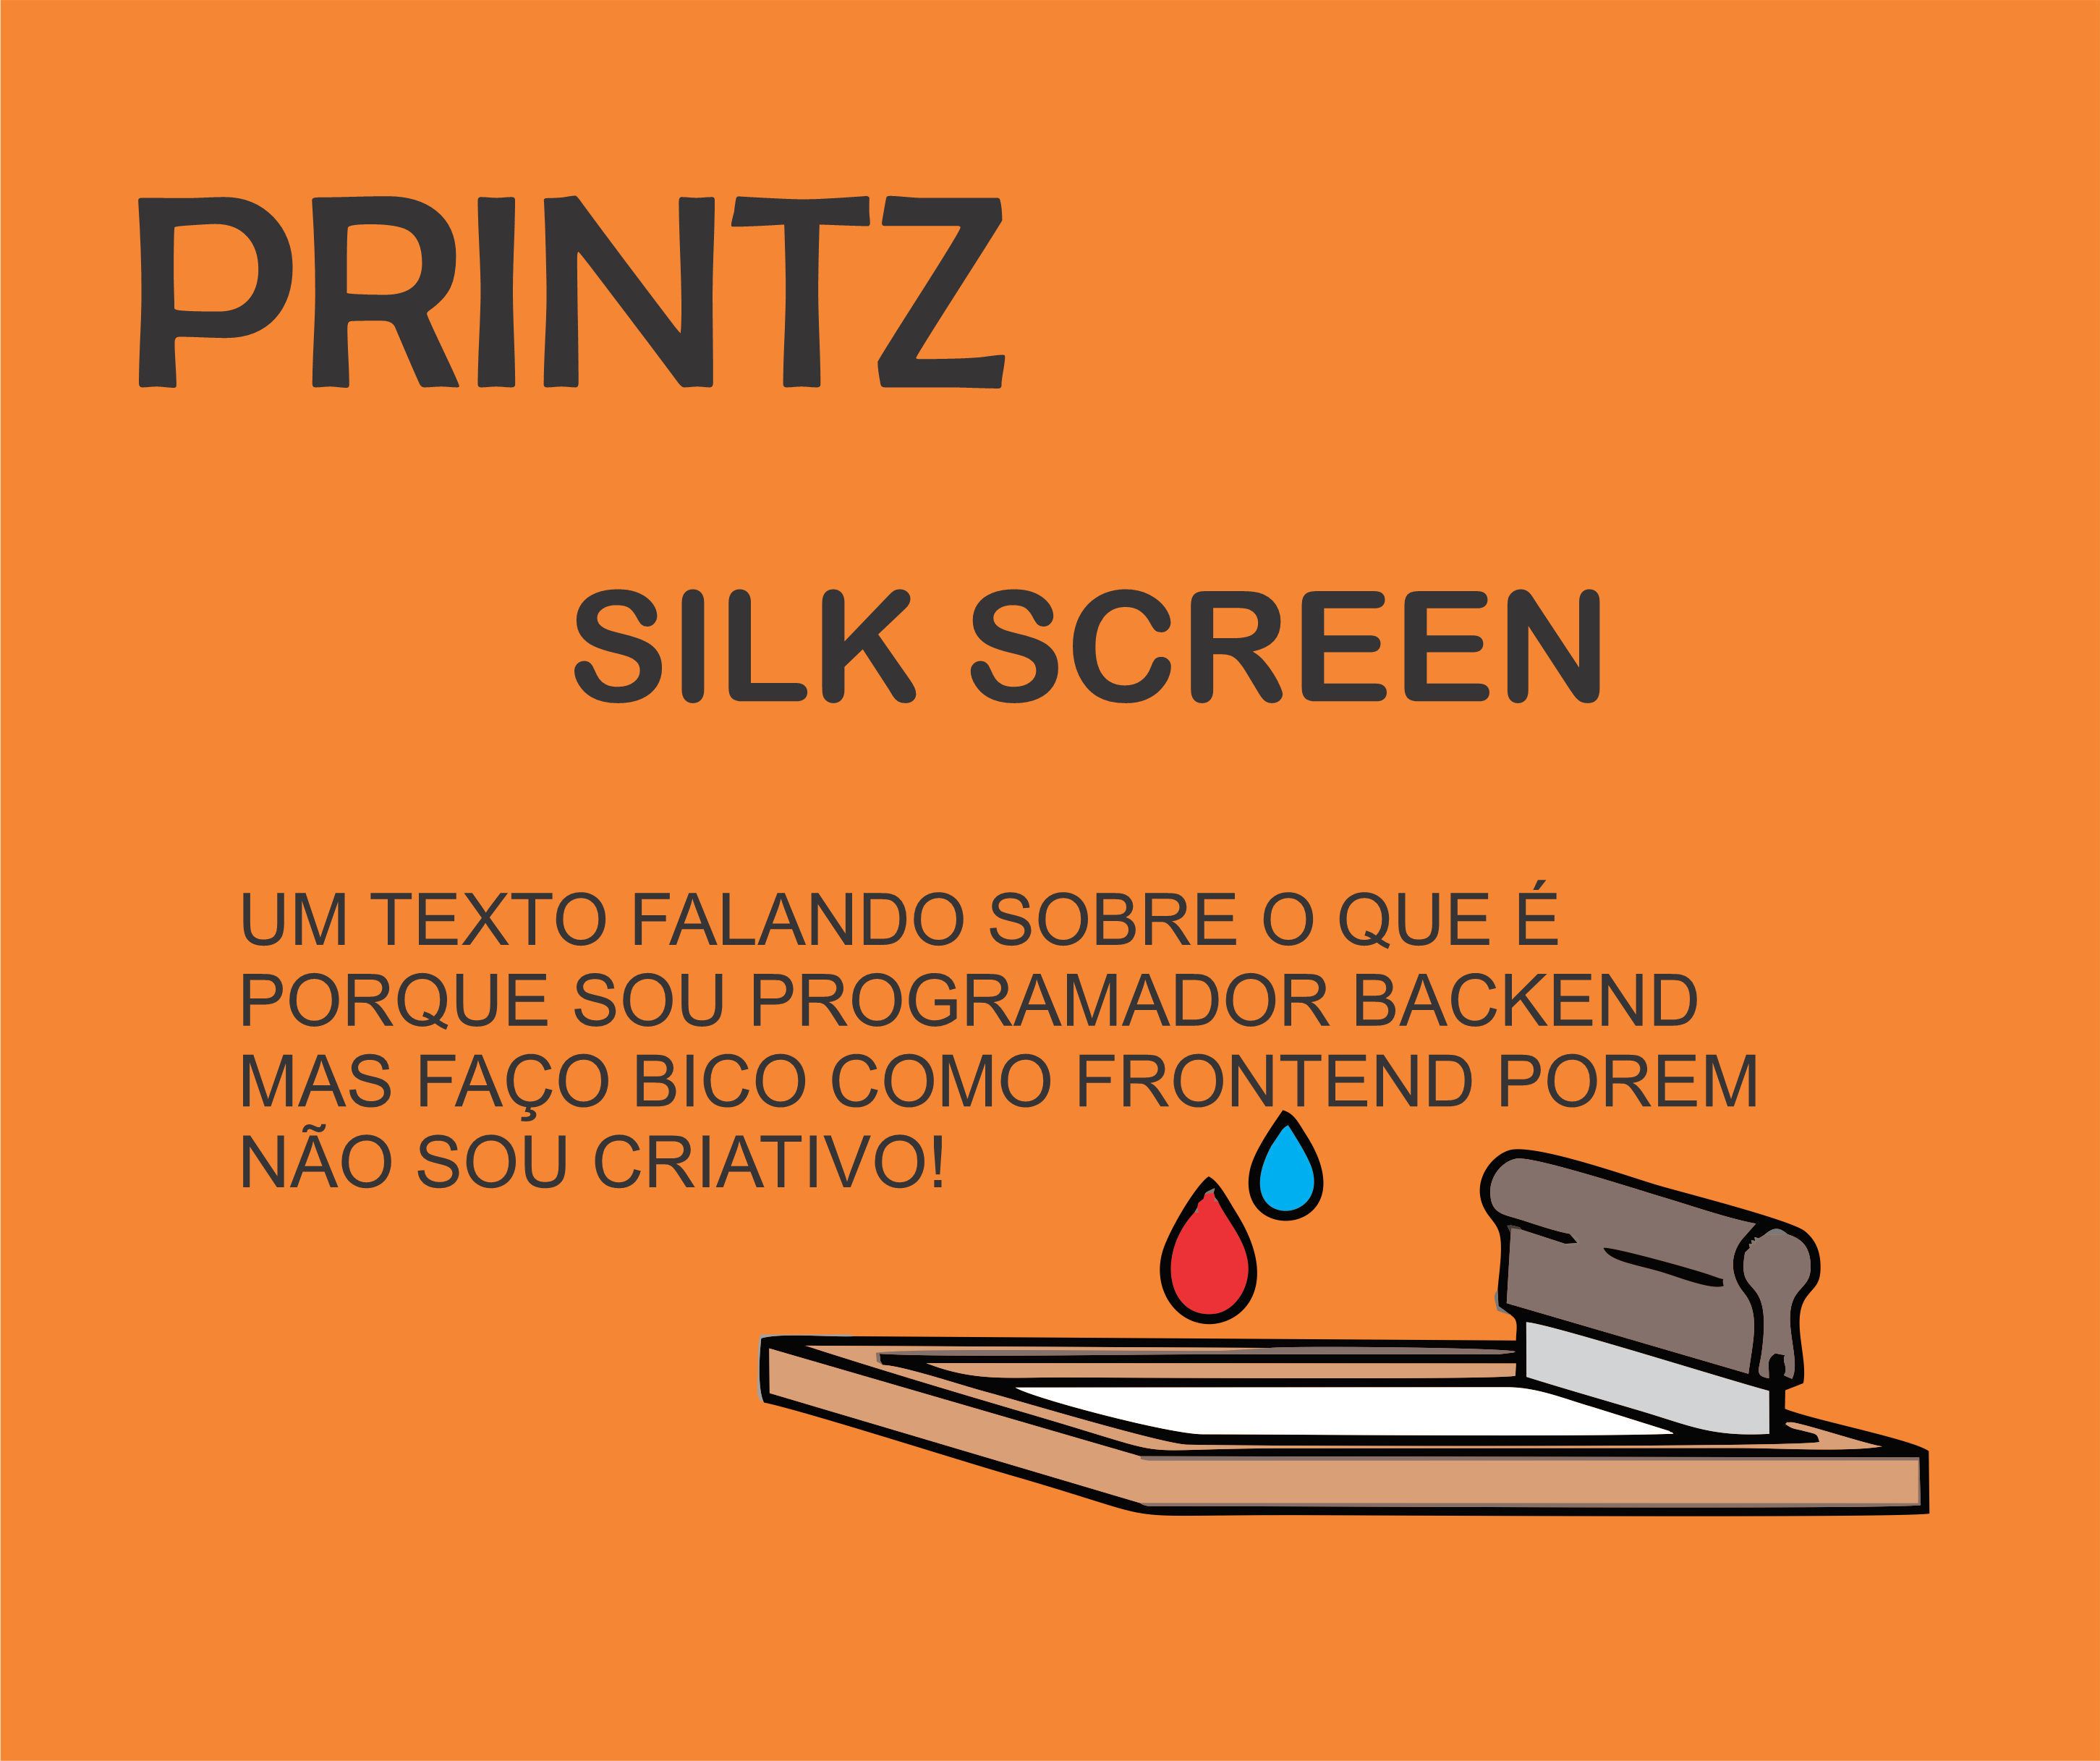 PRINTZ
SILK SCREEN
UM TEXTO FALANDO SOBRE O QUE É
PORQUE SOU PROGRAMADOR BACKEND
MAS FAÇO BICO COMO FRONTEND POREM
NÃO SOU CRIATIVO!